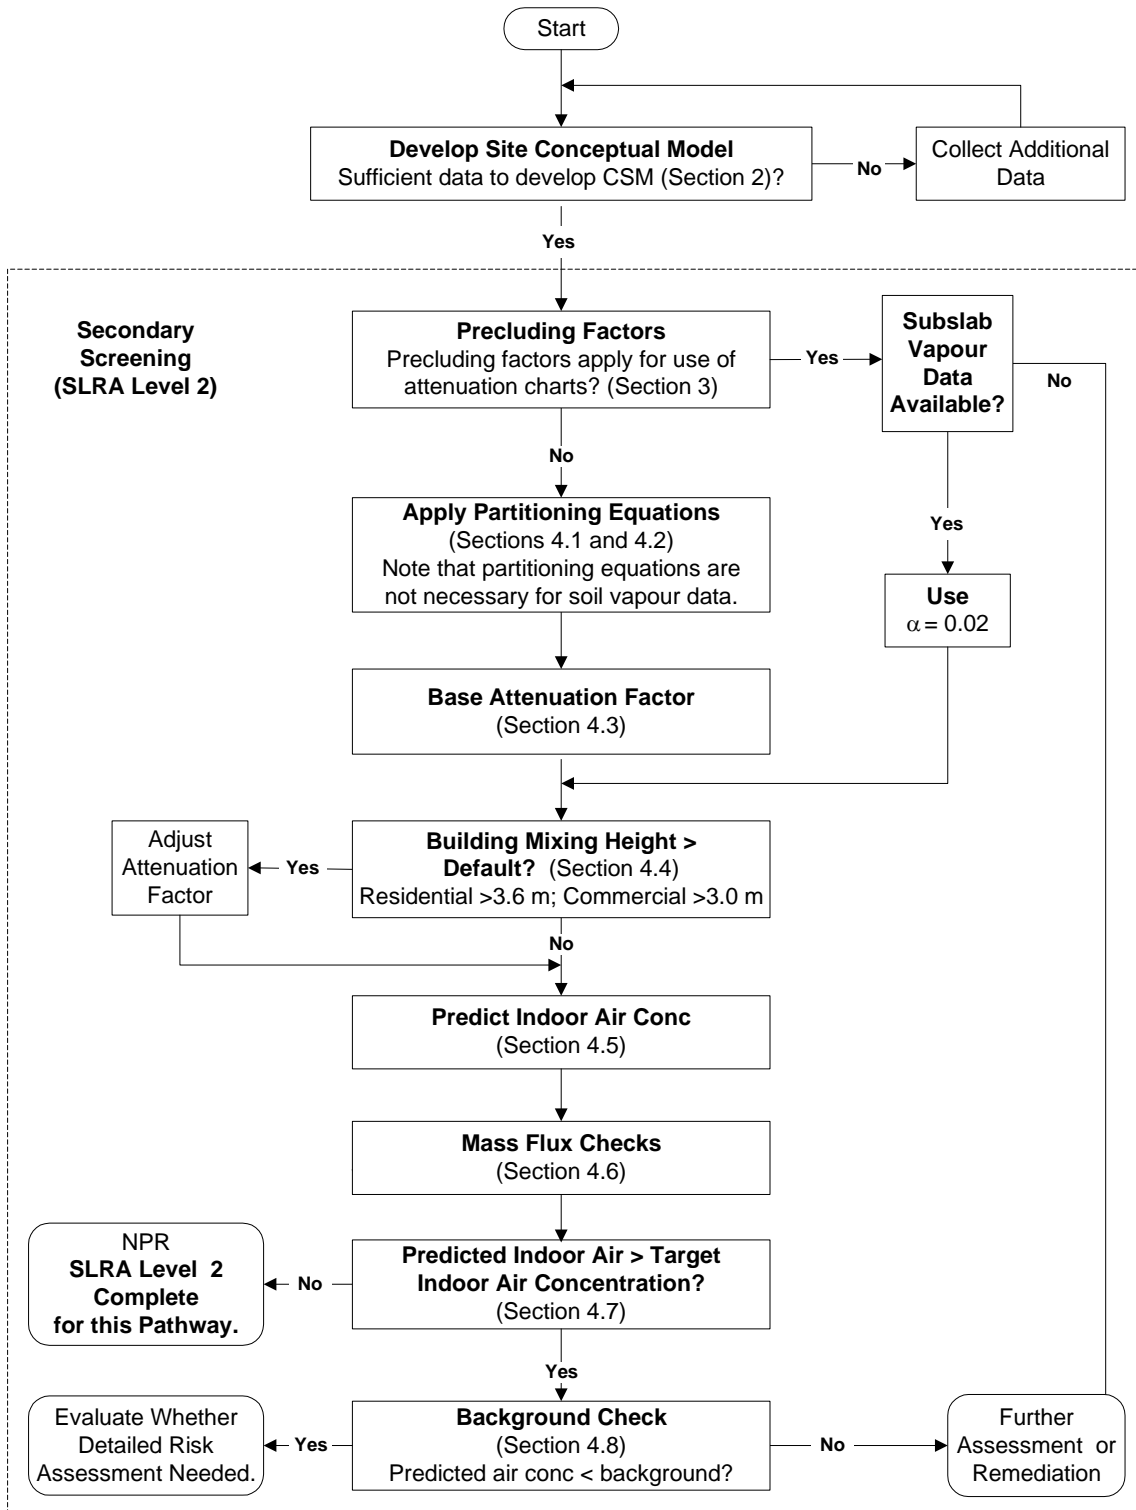 Start
Develop Site Conceptual Model
Sufficient data to develop CSM (Section 2)?
No
Collect Additional
Data
Yes
Secondary
Screening
(SLRA Level 2)
Precluding Factors
Precluding factors apply for use of
attenuation charts? (Section 3)
Yes
Subslab
Vapour
Data
Available?
No
No
Apply Partitioning Equations
(Sections 4.1 and 4.2)
Note that partitioning equations are
not necessary for soil vapour data.
Yes
Use
α = 0.02
Base Attenuation Factor
(Section 4.3)
Building Mixing Height >
Default? (Section 4.4)
Residential >3.6 m; Commercial >3.0 m
Yes
Adjust
Attenuation
Factor
No
Predict Indoor Air Conc
(Section 4.5)
Mass Flux Checks
(Section 4.6)
Predicted Indoor Air > Target
Indoor Air Concentration?
(Section 4.7)
No
NPR
SLRA Level 2
Complete
for this Pathway.
Yes
Background Check
(Section 4.8)
Predicted air conc < background?
Yes
Evaluate Whether
Detailed Risk
Assessment Needed.
No
Further
Assessment or
Remediation